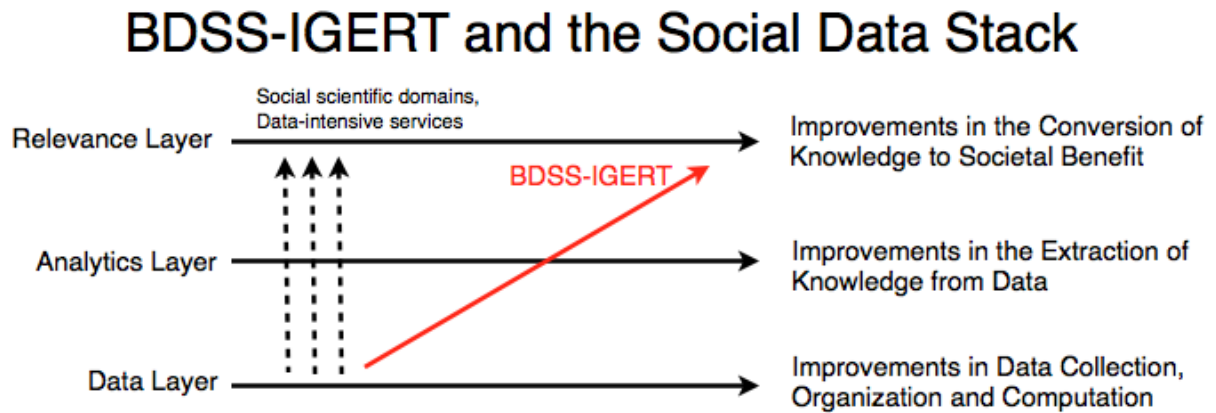 BDSS-IGERT and the Social Data Stack
Social scientific domains,
Data-intensive services
Relevance Layer
Improvements in the Conversion of
Knowledge to Societal Benefit
BDSS-IGERT
Analytics Layer
Improvements in the Extraction of
Knowledge from Data
Data Layer
Improvements in Data Collection,
Organization and Computation